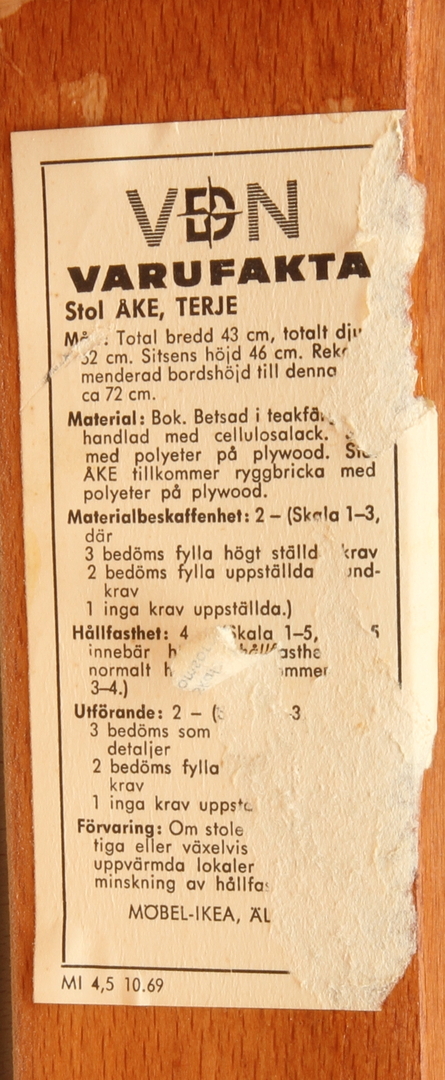 VDN
VARUFAKTA
Stol ÅKE, TERJE
Total bredd 43 cm, totalt
52 cm. Sitsens höjd 46 cm.
menderad bordshöjd till denna
ca 72 cm.
Material: Bok. Betsad i
handlad med cellulosalack.
med polyeter på plywood.
ÅKE tillkommer ryggbricka med
polyeter på plywood.
Materialbeskaffenhet: 2 – (Skala 1–3,
där
3 bedöms fylla högt krav
2 bedöms fylla uppställda
krav
1 inga krav uppställda.)
Hållfasthet: 4 Skala 1–5, 5
innebär
normalt
3–4.)
Utförande: 2 – 3
3 bedöms som
detaljer
2 bedöms fylla
krav
1 inga krav
Förvaring: Om
tiga eller växelvis
uppvärmda lokaler
minskning av
MÖBEL-IKEA,
MI 4,5 10.69